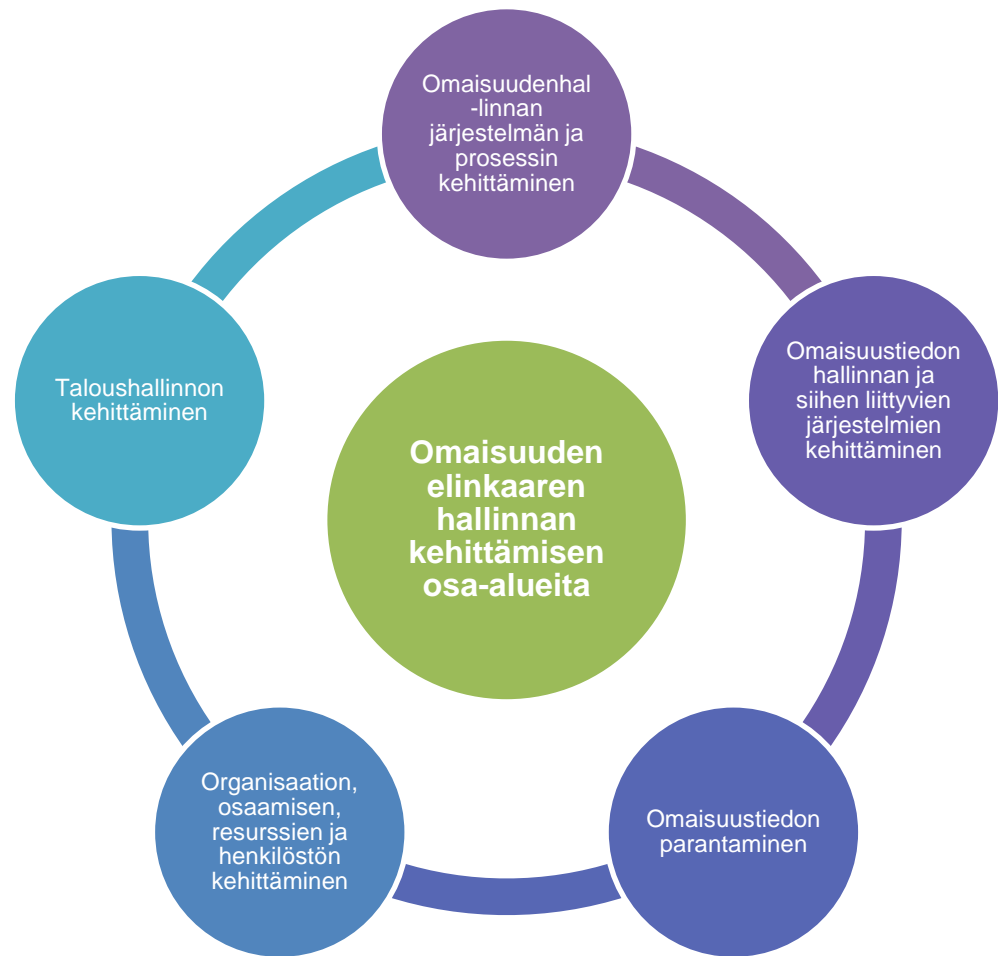 Omaisuudenhal
-linnan
järjestelmän ja
prosessin
kehittäminen
Omaisuustiedon
hallinnan ja
siihen liittyvien
järjestelmien
kehittäminen
Omaisuustiedon
parantaminen
Organisaation,
osaamisen,
resurssien ja
henkilöstön
kehittäminen
Taloushallinnon
kehittäminen
Omaisuuden
elinkaaren
hallinnan
kehittämisen
osa-alueita